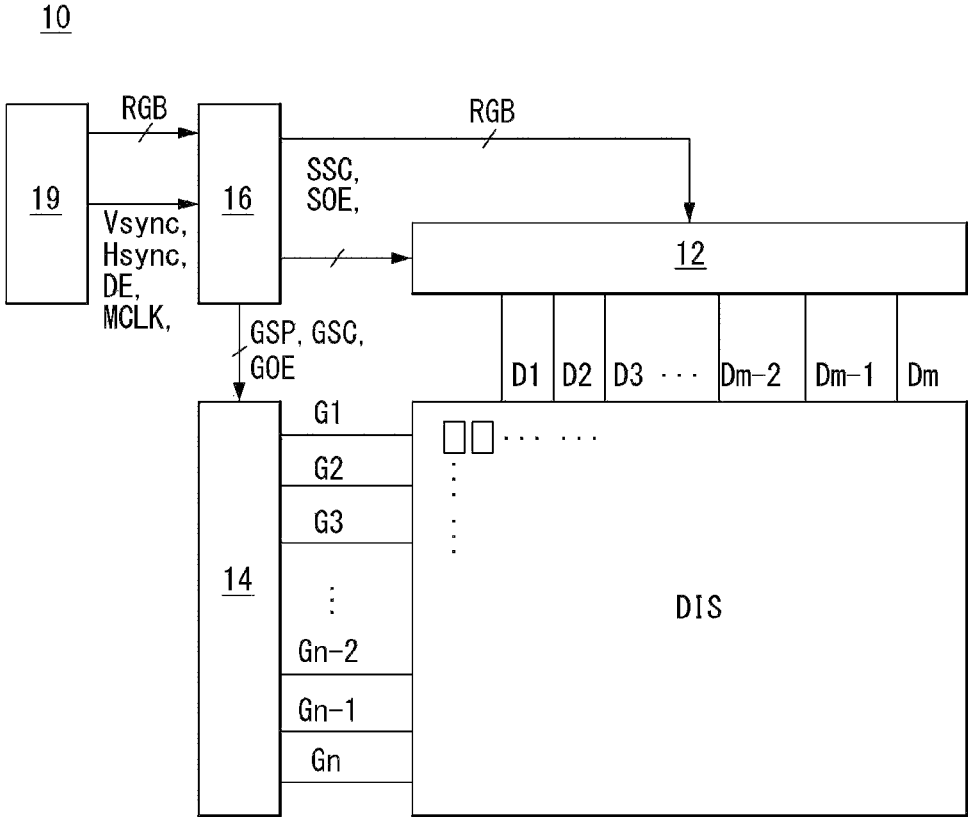 10
RGB
RGB
19
16
SSC,
SOE,
Vsync,
Hsync,
DE,
MCLK,
12
GSP, GSC,
GOE
D1 D2 D3 ··· Dm-2 Dm-1 Dm
G1
··· ···
G2
G3
14
DIS
Gn-2
Gn-1
Gn